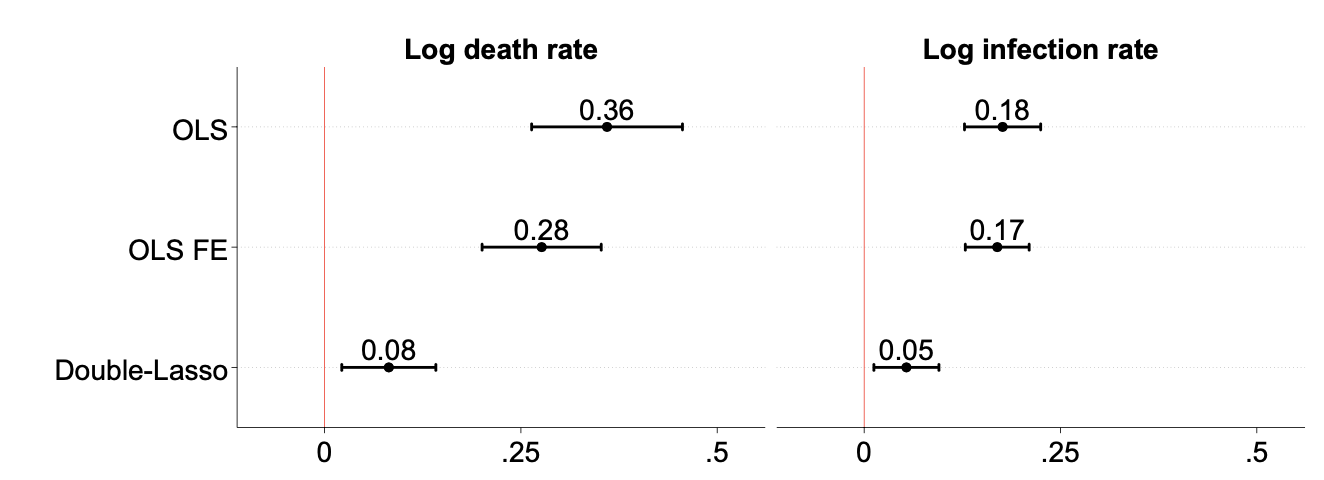 Log death rate
Log infection rate
OLS
0.36
0.18
OLS FE
0.28
0.17
Double-Lasso
0.08
0.05
0
.25
.5
0
.25
.5